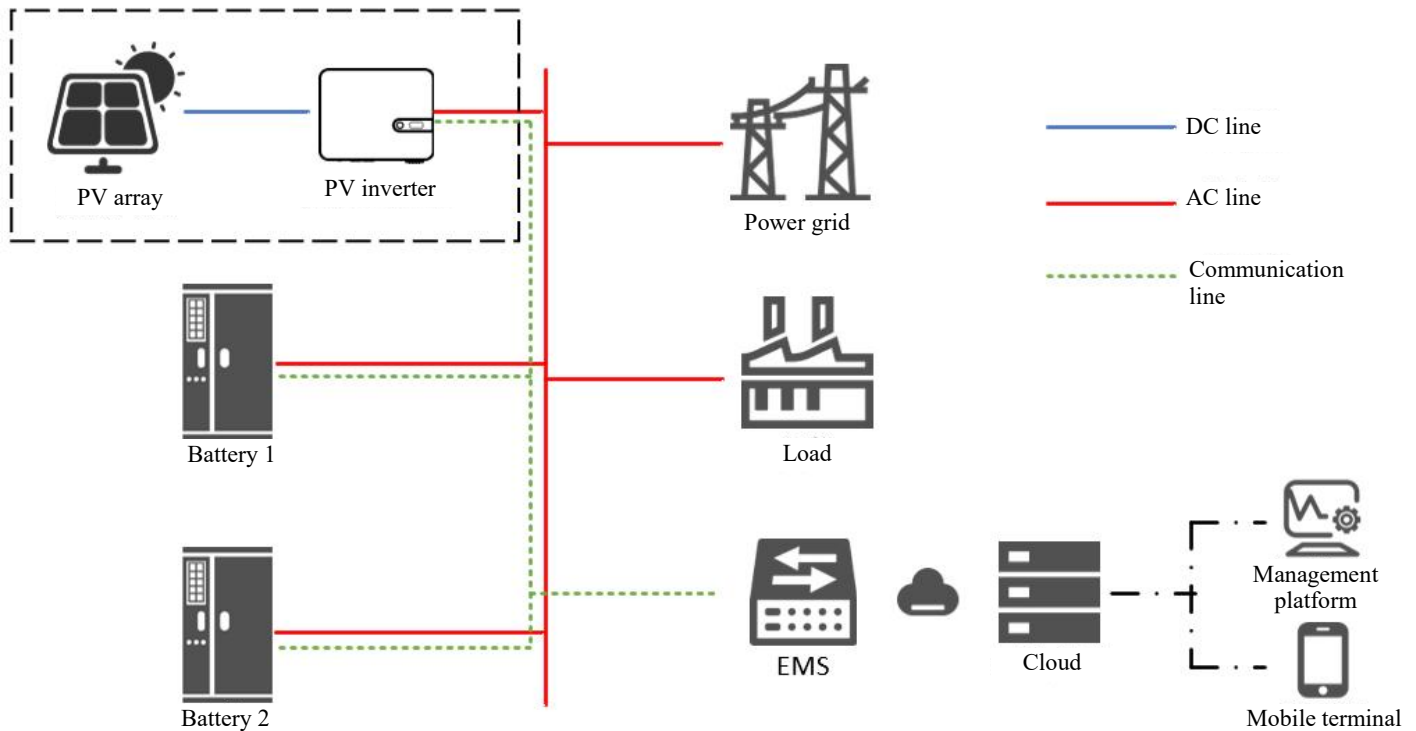 PV array
PV inverter
Power grid
DC line
AC line
Communication
line
Battery 1
Load
Battery 2
EMS
Cloud
Management
platform
Mobile terminal